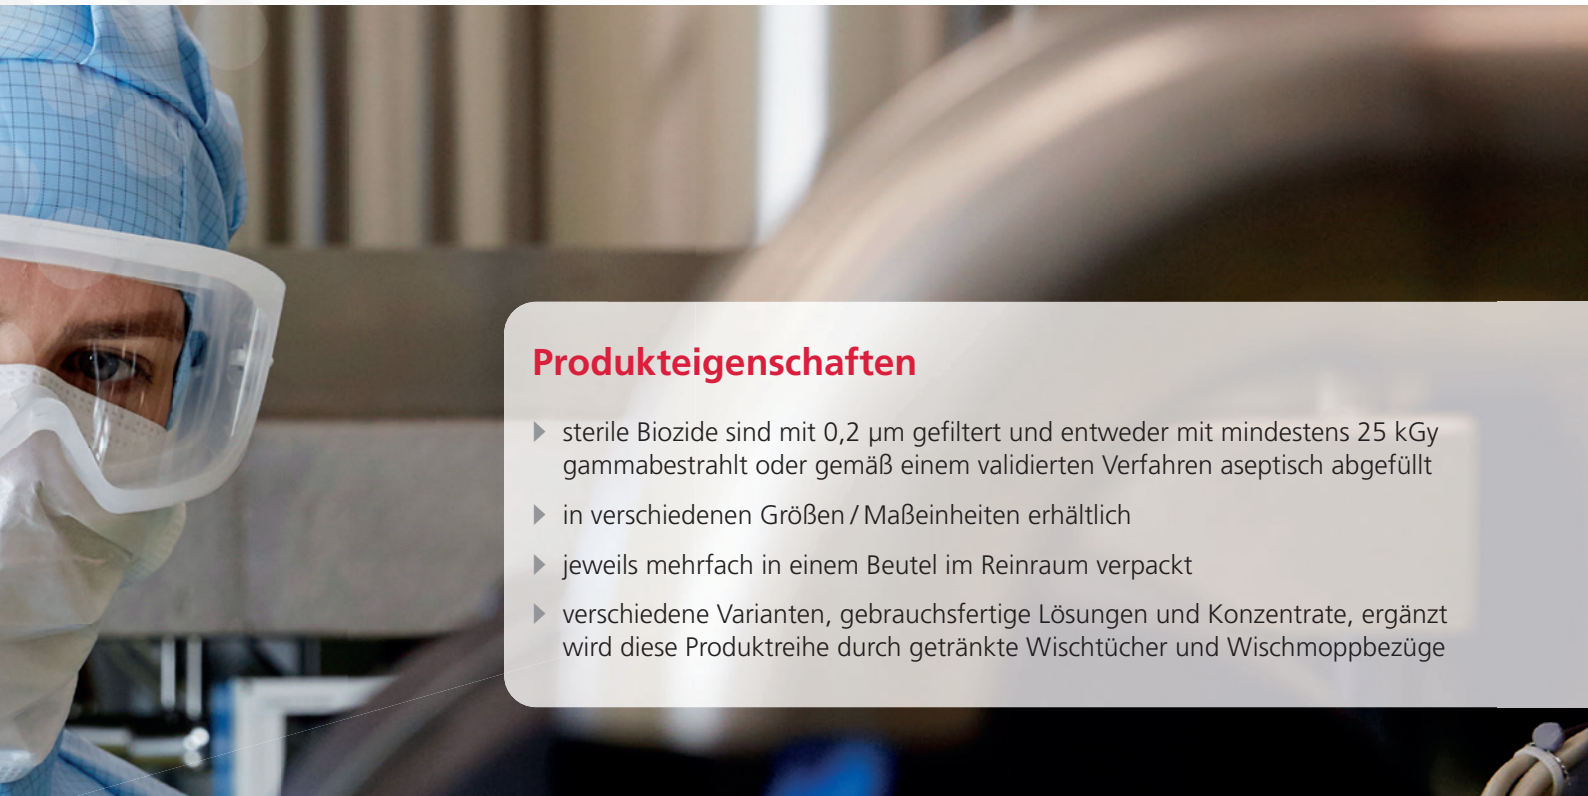 Produkteigenschaften
sterile Biozide sind mit 0,2 µm gefiltert und entweder mit mindestens 25 kGy
gammabestrahlt oder gemäß einem validierten Verfahren aseptisch abgefüllt
in verschiedenen Größen / Maßeinheiten erhältlich
jeweils mehrfach in einem Beutel im Reinraum verpackt
verschiedene Varianten, gebrauchsfertige Lösungen und Konzentrate, ergänzt
wird diese Produktreihe durch getränkte Wischtücher und Wischmoppbezüge